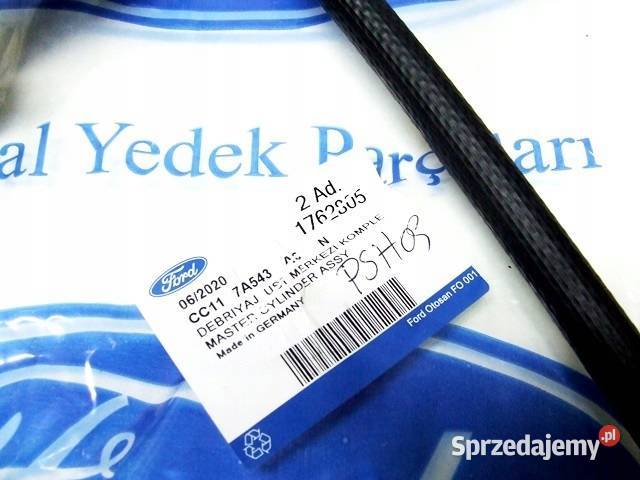 al Yedek Parçaları
2 Ad.
1762805
Ford
06/2020
CC11 7A543 N
DEBRIYAJ UST MERKEZI KOMPLE
MASTER CYLINDER ASSY
Made in GERMANY
PSH03
Ford Otosan FO 001
Sprzedajemy.pl